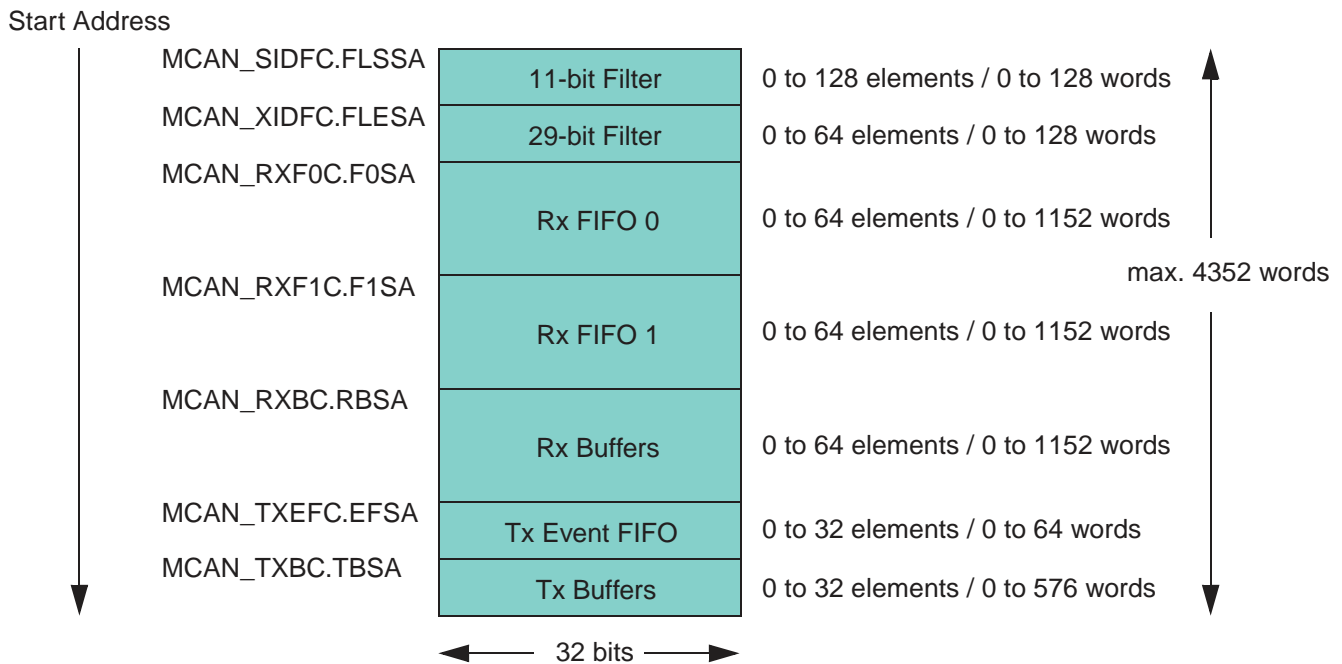 Start Address
MCAN_SIDFC.FLSSA
11-bit Filter
0 to 128 elements / 0 to 128 words
MCAN_XIDFC.FLESA
29-bit Filter
0 to 64 elements / 0 to 128 words
MCAN_RXF0C.F0SA
Rx FIFO 0
0 to 64 elements / 0 to 1152 words
max. 4352 words
MCAN_RXF1C.F1SA
Rx FIFO 1
0 to 64 elements / 0 to 1152 words
MCAN_RXBC.RBSA
Rx Buffers
0 to 64 elements / 0 to 1152 words
MCAN_TXEFC.EFSA
Tx Event FIFO
0 to 32 elements / 0 to 64 words
MCAN_TXBC.TBSA
Tx Buffers
0 to 32 elements / 0 to 576 words
32 bits